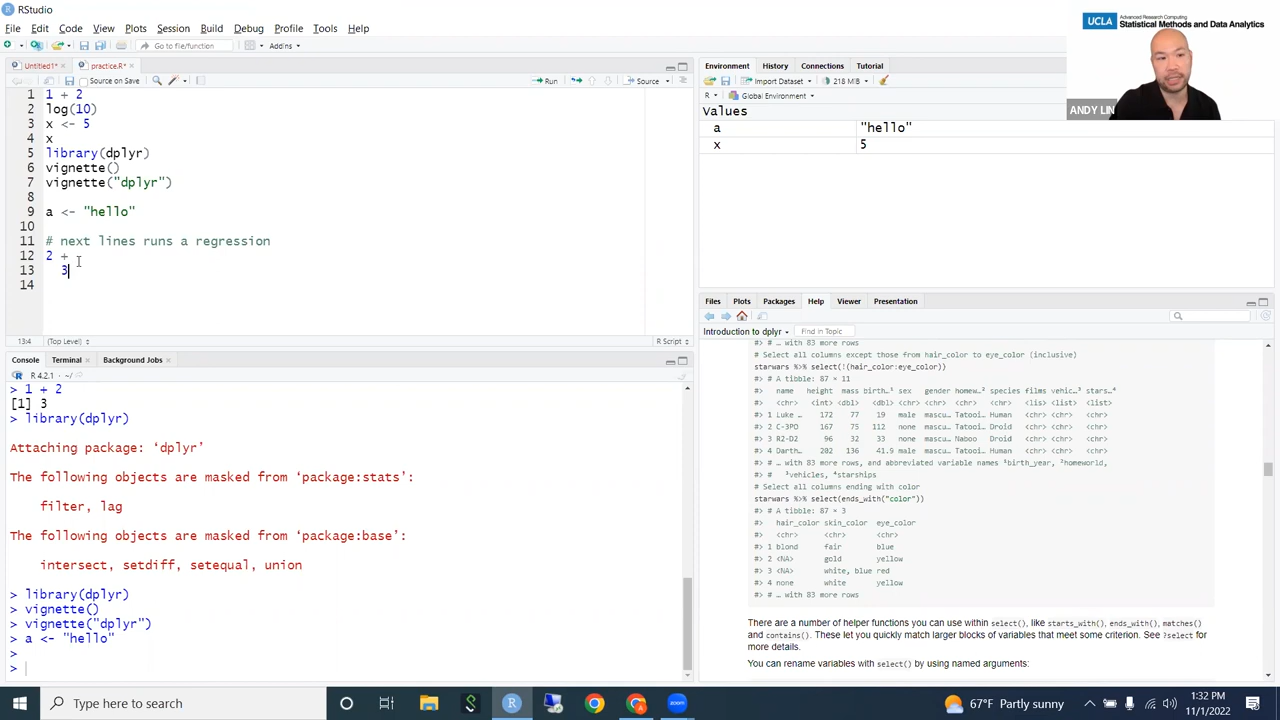 RStudio
File Edit Code View Plots Session Build Debug Profile Tools Help
Go to file/function Addins
Untitled1* practice.R*
Source on Save Run Source
1 1 + 2
2 log(10)
3 x <- 5
4 x
5 library(dplyr)
6 vignette()
7 vignette("dplyr")
8
9 a <- "hello"
10
11 # next lines runs a regression
12 2 +
13 3
14
13:4 (Top Level) R Script
Console Terminal Background Jobs
R 4.2.1 · ~/
> 1 + 2
[1] 3
> library(dplyr)
Attaching package: ‘dplyr’
The following objects are masked from ‘package:stats’:
filter, lag
The following objects are masked from ‘package:base’:
intersect, setdiff, setequal, union
> library(dplyr)
> vignette()
> vignette("dplyr")
> a <- "hello"
>
>
UCLA Advanced Research Computing
Statistical Methods and Data Analytics
ANDY LIN
Environment History Connections Tutorial
Import Dataset 218 MiB
R Global Environment
Values
a "hello"
x 5
Files Plots Packages Help Viewer Presentation
Introduction to dplyr Find in Topic
#> # … with 83 more rows
# Select all columns except those from hair_color to eye_color (inclusive)
starwars %>% select(!(hair_color:eye_color))
#> # A tibble: 87 × 11
#> name height mass birth…¹ sex gender homew… species films vehic…³ stars…⁴
#> <chr> <int> <dbl> <dbl> <chr> <chr> <chr> <chr> <lis> <list> <list>
#> 1 Luke … 172 77 19 male mascu… Tatooi… Human <chr> <chr> <chr>
#> 2 C-3PO 167 75 112 none mascu… Tatooi… Droid <chr> <chr> <chr>
#> 3 R2-D2 96 32 33 none mascu… Naboo Droid <chr> <chr> <chr>
#> 4 Darth… 202 136 41.9 male mascu… Tatooi… Human <chr> <chr> <chr>
#> # … with 83 more rows, and abbreviated variable names ¹birth_year, ²homeworld,
#> # ³vehicles, ⁴starships
# Select all columns ending with color
starwars %>% select(ends_with("color"))
#> # A tibble: 87 × 3
#> hair_color skin_color eye_color
#> <chr> <chr> <chr>
#> 1 blond fair blue
#> 2 <NA> gold yellow
#> 3 <NA> white, blue red
#> 4 none white yellow
#> # … with 83 more rows
There are a number of helper functions you can use within select(), like starts_with(), ends_with(), matches()
and contains(). These let you quickly match larger blocks of variables that meet some criterion. See ?select for
more details.
You can rename variables with select() by using named arguments:
Type here to search
67°F Partly sunny
1:32 PM
11/1/2022
zoom